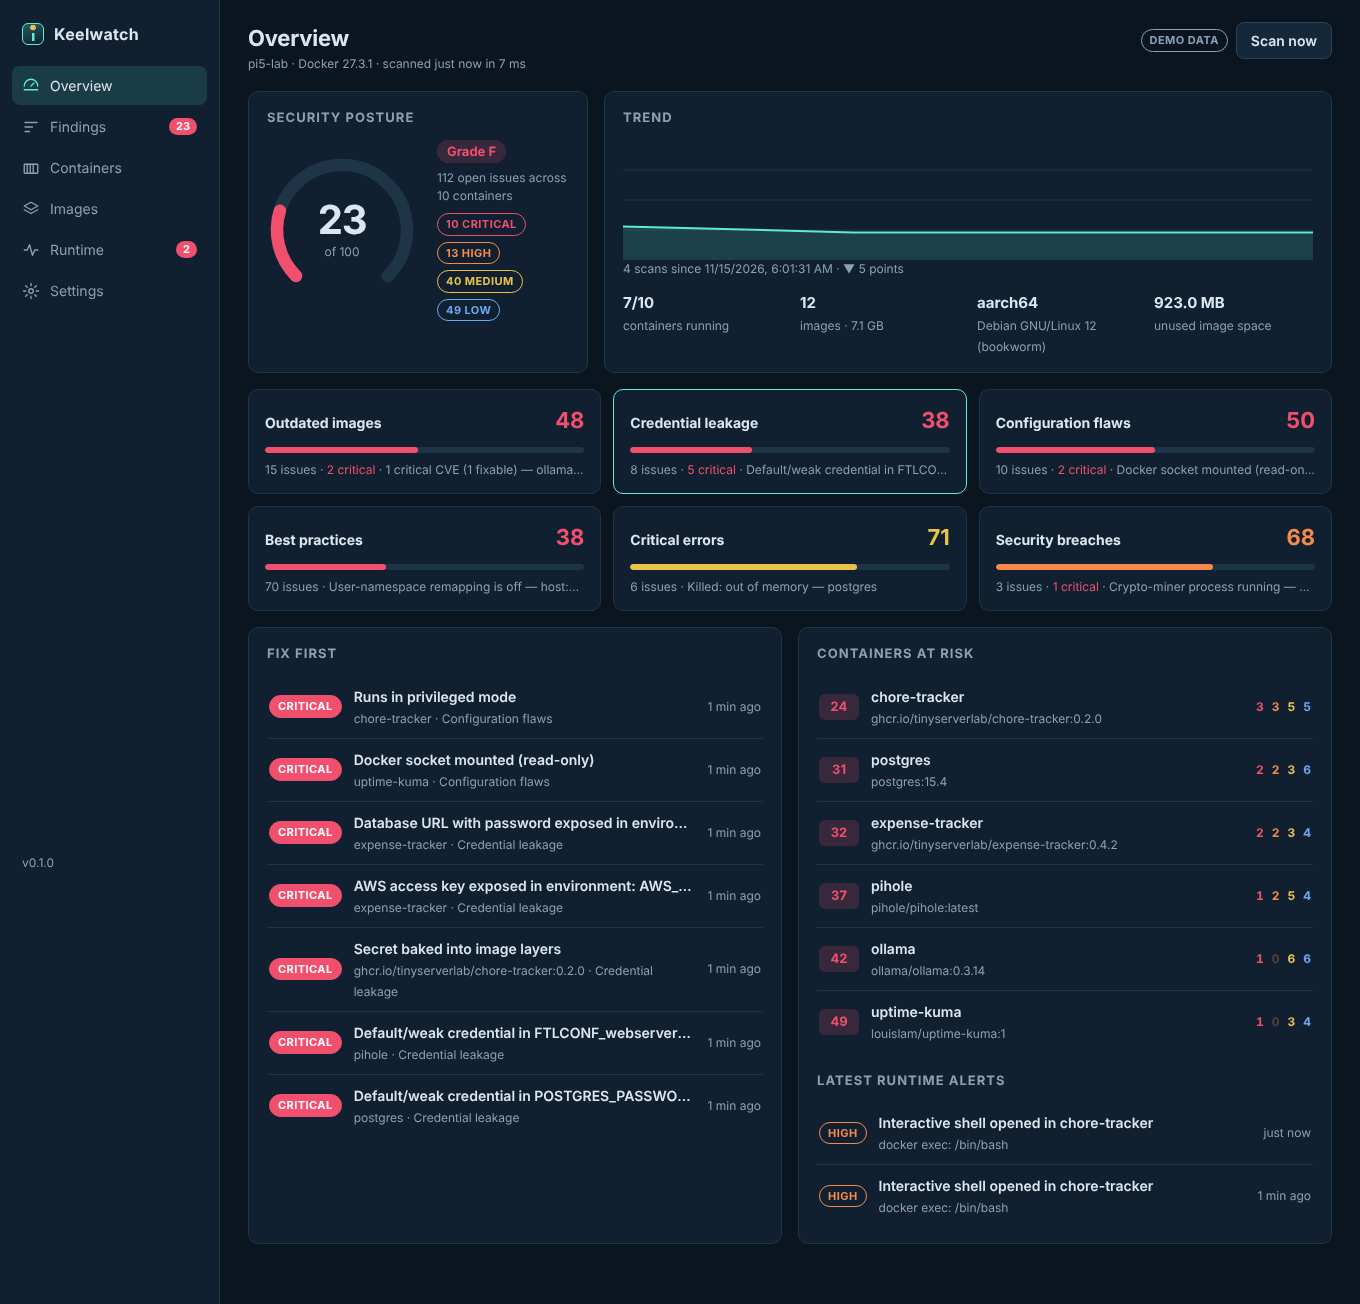 Keelwatch
Overview
Findings
23
Containers
Images
Runtime
2
Settings
v0.1.0
Overview
pi5-lab · Docker 27.3.1 · scanned just now in 7 ms
DEMO DATA
Scan now
SECURITY POSTURE
23
of 100
Grade F
112 open issues across
10 containers
10 CRITICAL
13 HIGH
40 MEDIUM
49 LOW
TREND
4 scans since 11/15/2026, 6:01:31 AM · ▼ 5 points
7/10
containers running
12
images · 7.1 GB
aarch64
Debian GNU/Linux 12
(bookworm)
923.0 MB
unused image space
Outdated images
48
15 issues · 2 critical · 1 critical CVE (1 fixable) — ollama...
Credential leakage
38
8 issues · 5 critical · Default/weak credential in FTLCO...
Configuration flaws
50
10 issues · 2 critical · Docker socket mounted (read-on...
Best practices
38
70 issues · User-namespace remapping is off — host:...
Critical errors
71
6 issues · Killed: out of memory — postgres
Security breaches
68
3 issues · 1 critical · Crypto-miner process running — ...
FIX FIRST
CRITICAL
Runs in privileged mode
chore-tracker · Configuration flaws
1 min ago
CRITICAL
Docker socket mounted (read-only)
uptime-kuma · Configuration flaws
1 min ago
CRITICAL
Database URL with password exposed in enviro...
expense-tracker · Credential leakage
1 min ago
CRITICAL
AWS access key exposed in environment: AWS_...
expense-tracker · Credential leakage
1 min ago
CRITICAL
Secret baked into image layers
ghcr.io/tinyserverlab/chore-tracker:0.2.0 · Credential
leakage
1 min ago
CRITICAL
Default/weak credential in FTLCONF_webserver...
pihole · Credential leakage
1 min ago
CRITICAL
Default/weak credential in POSTGRES_PASSWO...
postgres · Credential leakage
1 min ago
CONTAINERS AT RISK
24
chore-tracker
ghcr.io/tinyserverlab/chore-tracker:0.2.0
3 3 5 5
31
postgres
postgres:15.4
2 2 3 6
32
expense-tracker
ghcr.io/tinyserverlab/expense-tracker:0.4.2
2 2 3 4
37
pihole
pihole/pihole:latest
1 2 5 4
42
ollama
ollama/ollama:0.3.14
1 0 6 6
49
uptime-kuma
louislam/uptime-kuma:1
1 0 3 4
LATEST RUNTIME ALERTS
HIGH
Interactive shell opened in chore-tracker
docker exec: /bin/bash
just now
HIGH
Interactive shell opened in chore-tracker
docker exec: /bin/bash
1 min ago